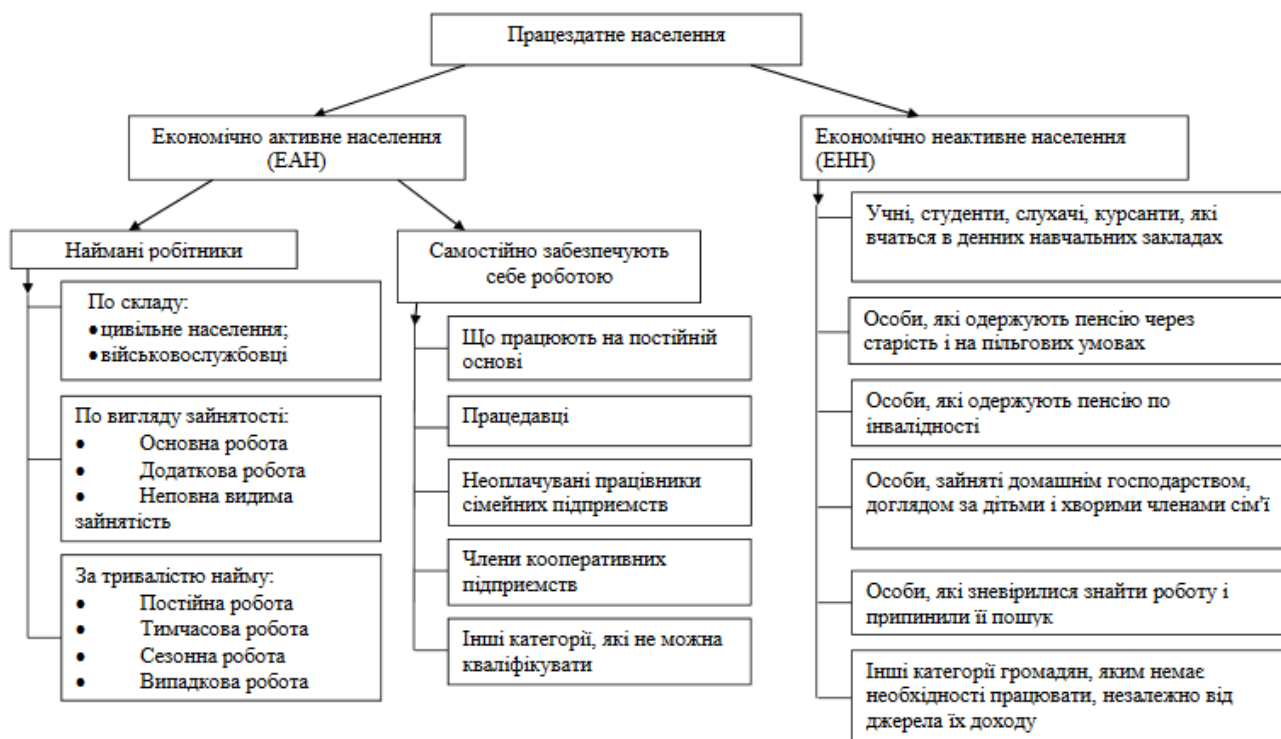 Працездатне населення
Економічно активне населення
(ЕАН)
Економічно неактивне населення
(ЕНН)
Наймані робітники
По складу:
●цивільне населення;
●військовослужбовці
По вигляду зайнятості:
● Основна робота
● Додаткова робота
● Неповна видима
зайнятість
За тривалістю найму:
● Постійна робота
● Тимчасова робота
● Сезонна робота
● Випадкова робота
Самостійно забезпечують
себе роботою
Що працюють на постійній
основі
Працедавці
Неоплачувані працівники
сімейних підприємств
Члени кооперативних
підприємств
Інші категорії, які не можна
кваліфікувати
Учні, студенти, слухачі, курсанти, які
вчаться в денних навчальних закладах
Особи, які одержують пенсію через
старість і на пільгових умовах
Особи, які одержують пенсію по
інвалідності
Особи, зайняті домашнім господарством,
доглядом за дітьми і хворими членами сім'ї
Особи, які зневірилися знайти роботу і
припинили її пошук
Інші категорії громадян, яким немає
необхідності працювати, незалежно від
джерела їх доходу